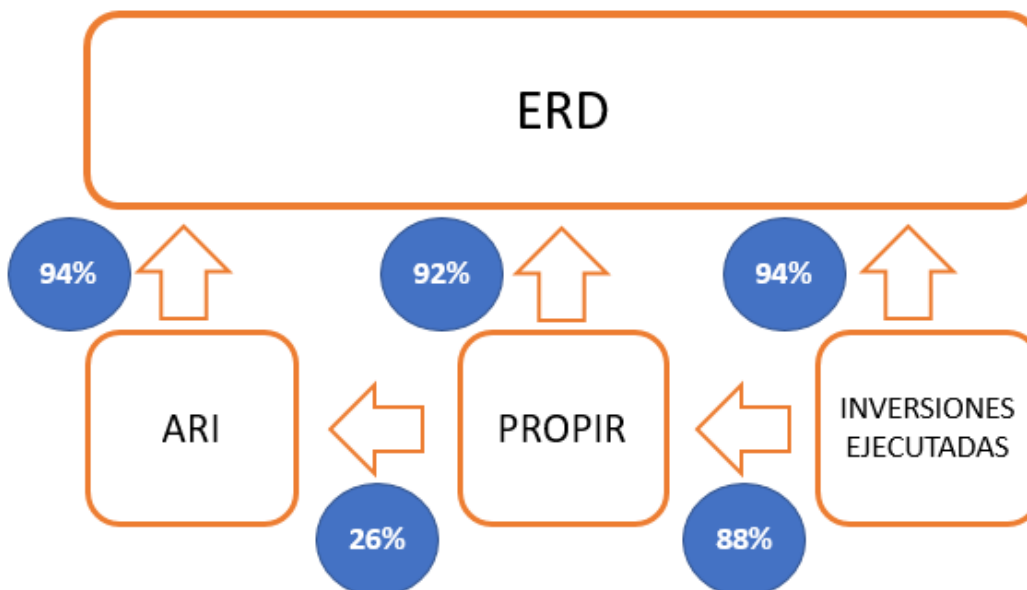 ERD
94%
92%
94%
ARI
PROPIR
INVERSIONES
EJECUTADAS
26%
88%